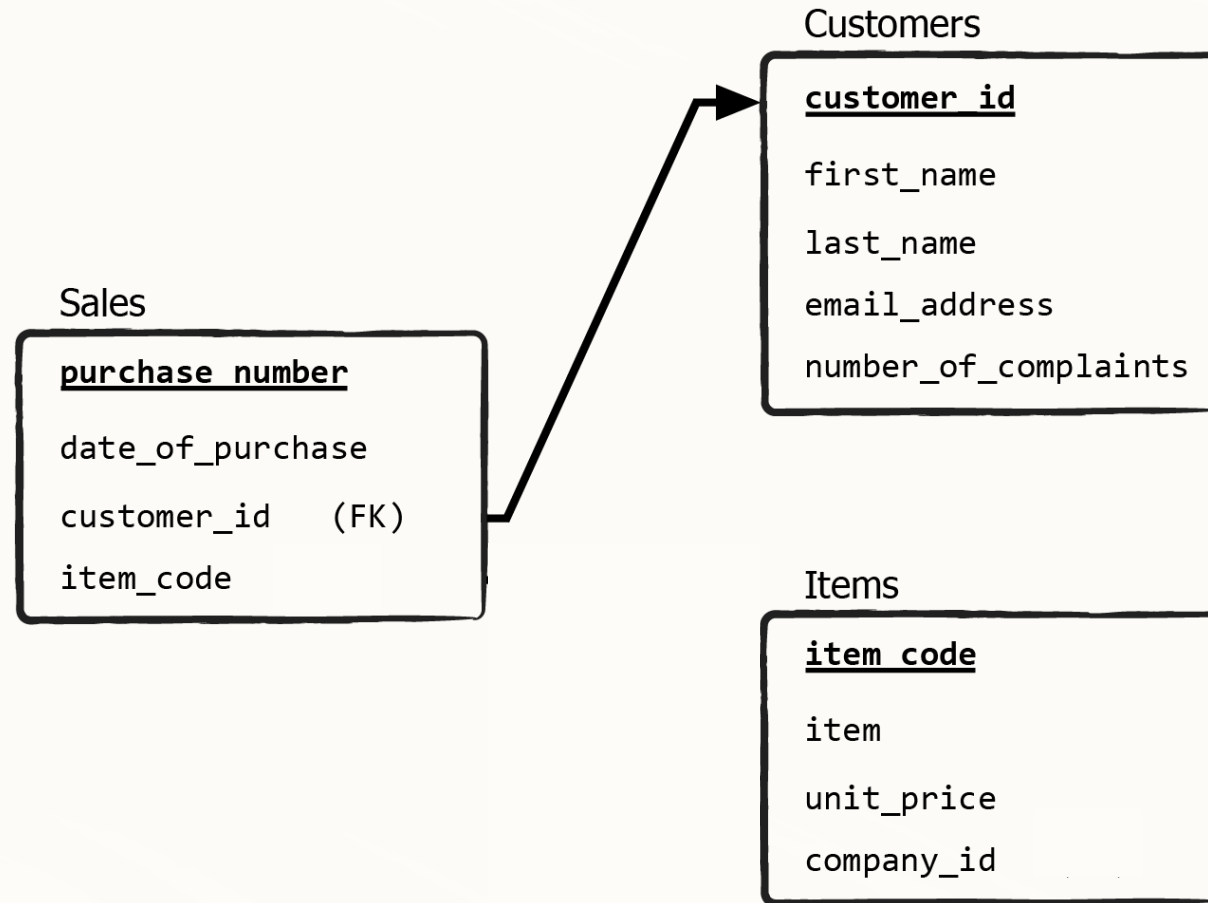 Customers
customer_id
first_name
last_name
email_address
number_of_complaints
Sales
purchase_number
date_of_purchase
customer_id (FK)
item_code
Items
item_code
item
unit_price
company_id